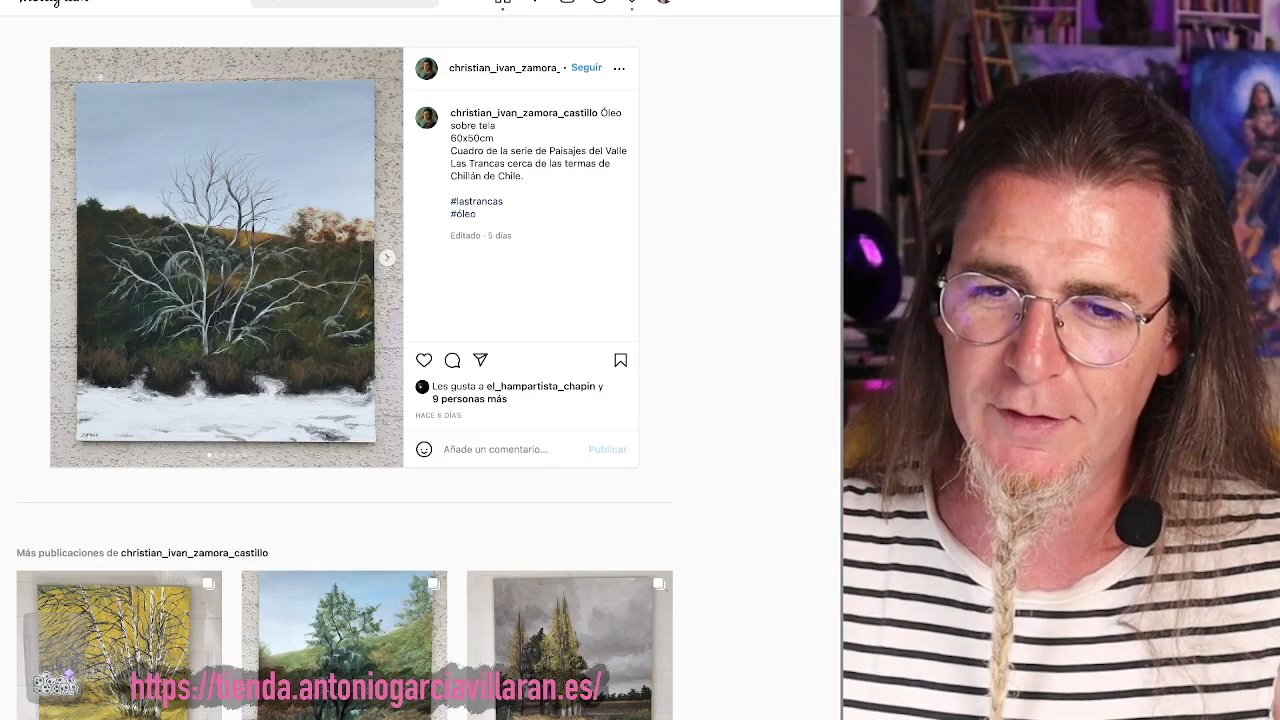 christian_ivan_zamora_ • Seguir ...
christian_ivan_zamora_castillo Óleo
sobre tela
60x50cm
Cuadro de la serie de Paisajes del Valle
Las Trancas cerca de las termas de
Chillán de Chile.
#lastrancas
#óleo
Editado · 5 días
Les gusta a el_hampartista_chapin y
9 personas más
HACE 6 DÍAS
Añade un comentario... Publicar
Más publicaciones de christian_ivan_zamora_castillo
https://tienda.antoniogarciavillaran.es/